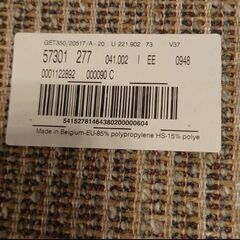 GET350/20517/A - 20 U 221.902 73 V37
57301 277 041.002 I EE 0948
0001122892 000090 C
5415278146438020000604
Made in Belgium-EU-85% polypropylene HS-15% polye